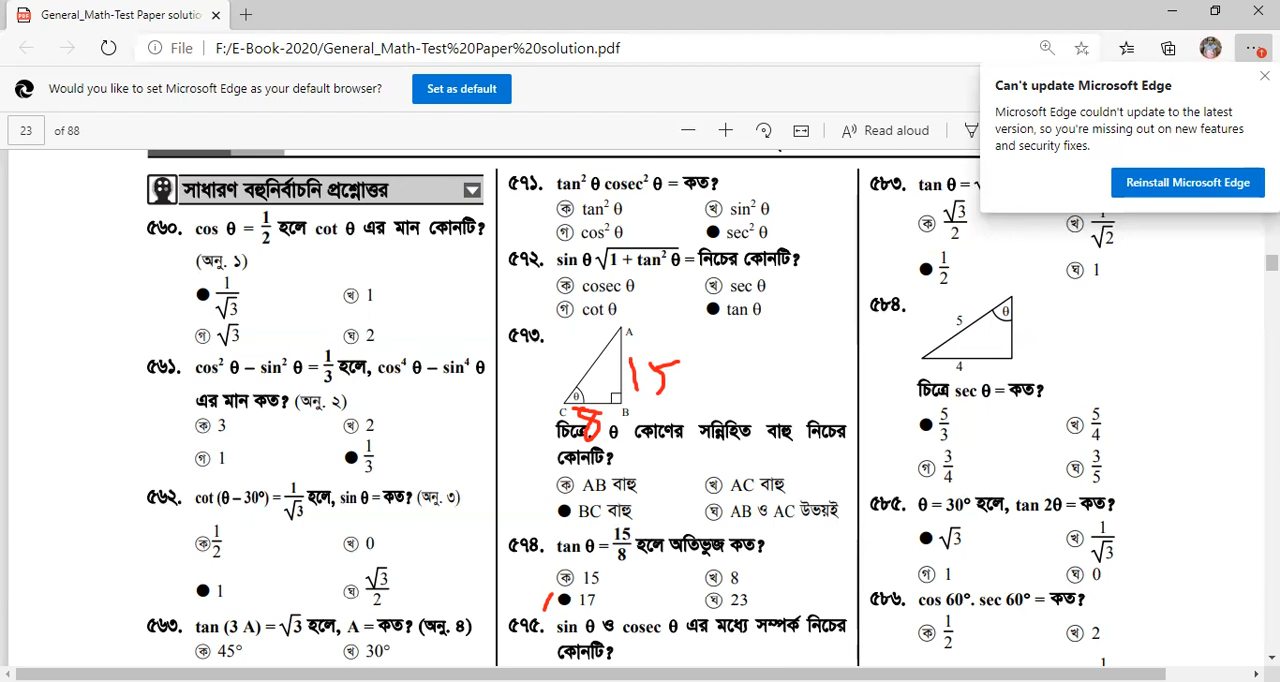 General_Math-Test Paper solutio
File F:/E-Book-2020/General_Math-Test%20Paper%20solution.pdf
Would you like to set Microsoft Edge as your default browser? Set as default
Can't update Microsoft Edge
Microsoft Edge couldn't update to the latest
version, so you're missing out on new features
and security fixes.
Reinstall Microsoft Edge
23 of 88 Read aloud
সাধারণ বহুনির্বাচনি প্রশ্নোত্তর
৫৬০. cos θ = 1/2 হলে cot θ এর মান কোনটি?
(অনু. ১)
● 1/√3 ㉿ খ 1
গ √3 ঘ 2
৫৬১. cos² θ – sin² θ = 1/3 হলে, cos⁴ θ – sin⁴ θ
এর মান কত? (অনু. ২)
ক 3 খ 2
গ 1 ● 1/3
৫৬২. cot (θ – 30°) = 1/√3 হলে, sin θ = কত? (অনু. ৩)
ক 1/2 খ 0
● 1 ঘ √3/2
৫৬৩. tan (3 A) = √3 হলে, A = কত? (অনু. ৪)
ক 45° খ 30°
৫৭১. tan² θ cosec² θ = কত?
ক tan² θ খ sin² θ
গ cos² θ ● sec² θ
৫৭২. sin θ √(1 + tan² θ) = নিচের কোনটি?
ক cosec θ খ sec θ
গ cot θ ● tan θ
৫৭৩.
A
15
θ
C B
8
চিত্রে, θ কোণের সন্নিহিত বাহু নিচের
কোনটি?
ক AB বাহু খ AC বাহু
● BC বাহু ঘ AB ও AC উভয়ই
৫৭৪. tan θ = 15/8 হলে অতিভুজ কত?
ক 15 খ 8
● 17 ঘ 23
৫৭৫. sin θ ও cosec θ এর মধ্যে সম্পর্ক নিচের
কোনটি?
৫৮৩. tan θ =
ক √3/2 খ 1/√2
● 1/2 ঘ 1
৫৮৪.
5 θ
4
চিত্রে sec θ = কত?
● 5/3 খ 5/4
গ 3/4 ঘ 3/5
৫৮৫. θ = 30° হলে, tan 2θ = কত?
● √3 খ 1/√3
গ 1 ঘ 0
৫৮৬. cos 60°. sec 60° = কত?
ক 1/2 খ 2
1